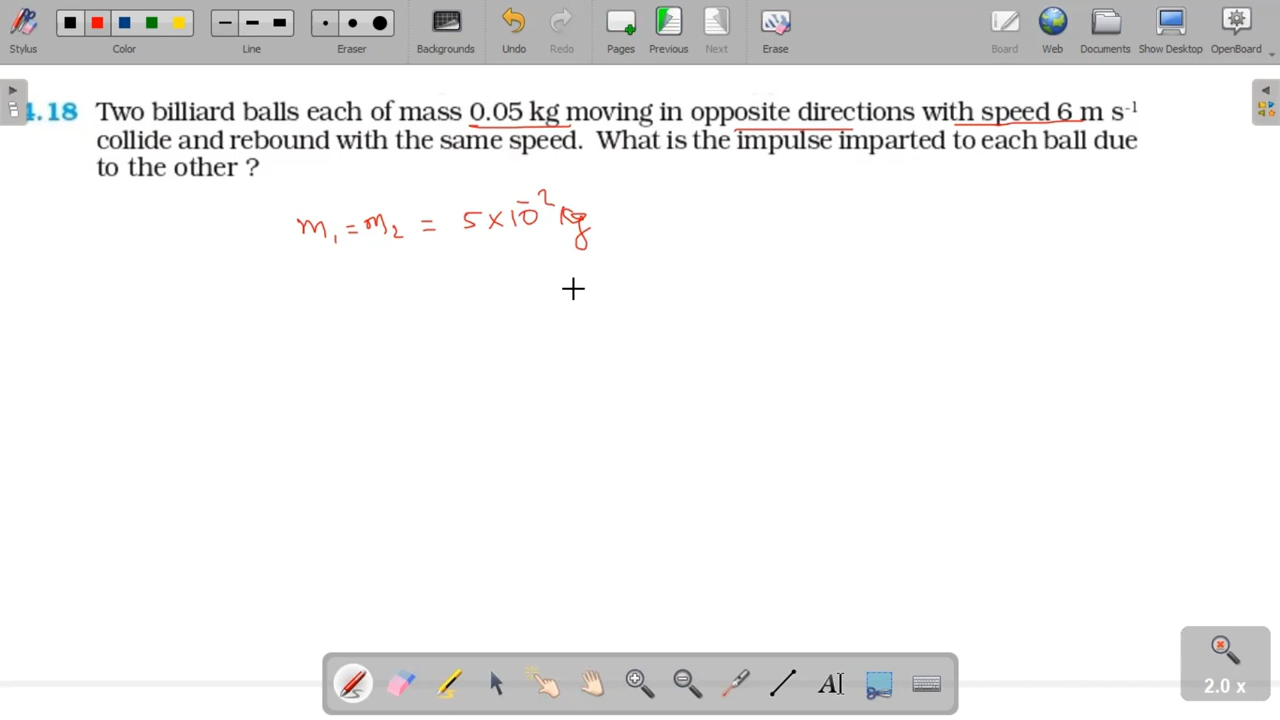 Stylus
Color
Line
Eraser
Backgrounds
Undo
Redo
Pages
Previous
Next
Erase
Board
Web
Documents
Show Desktop
OpenBoard
4.18 Two billiard balls each of mass 0.05 kg moving in opposite directions with speed 6 m s⁻¹
collide and rebound with the same speed. What is the impulse imparted to each ball due
to the other ?
m₁ = m₂ = 5 × 10⁻² kg
2.0 x